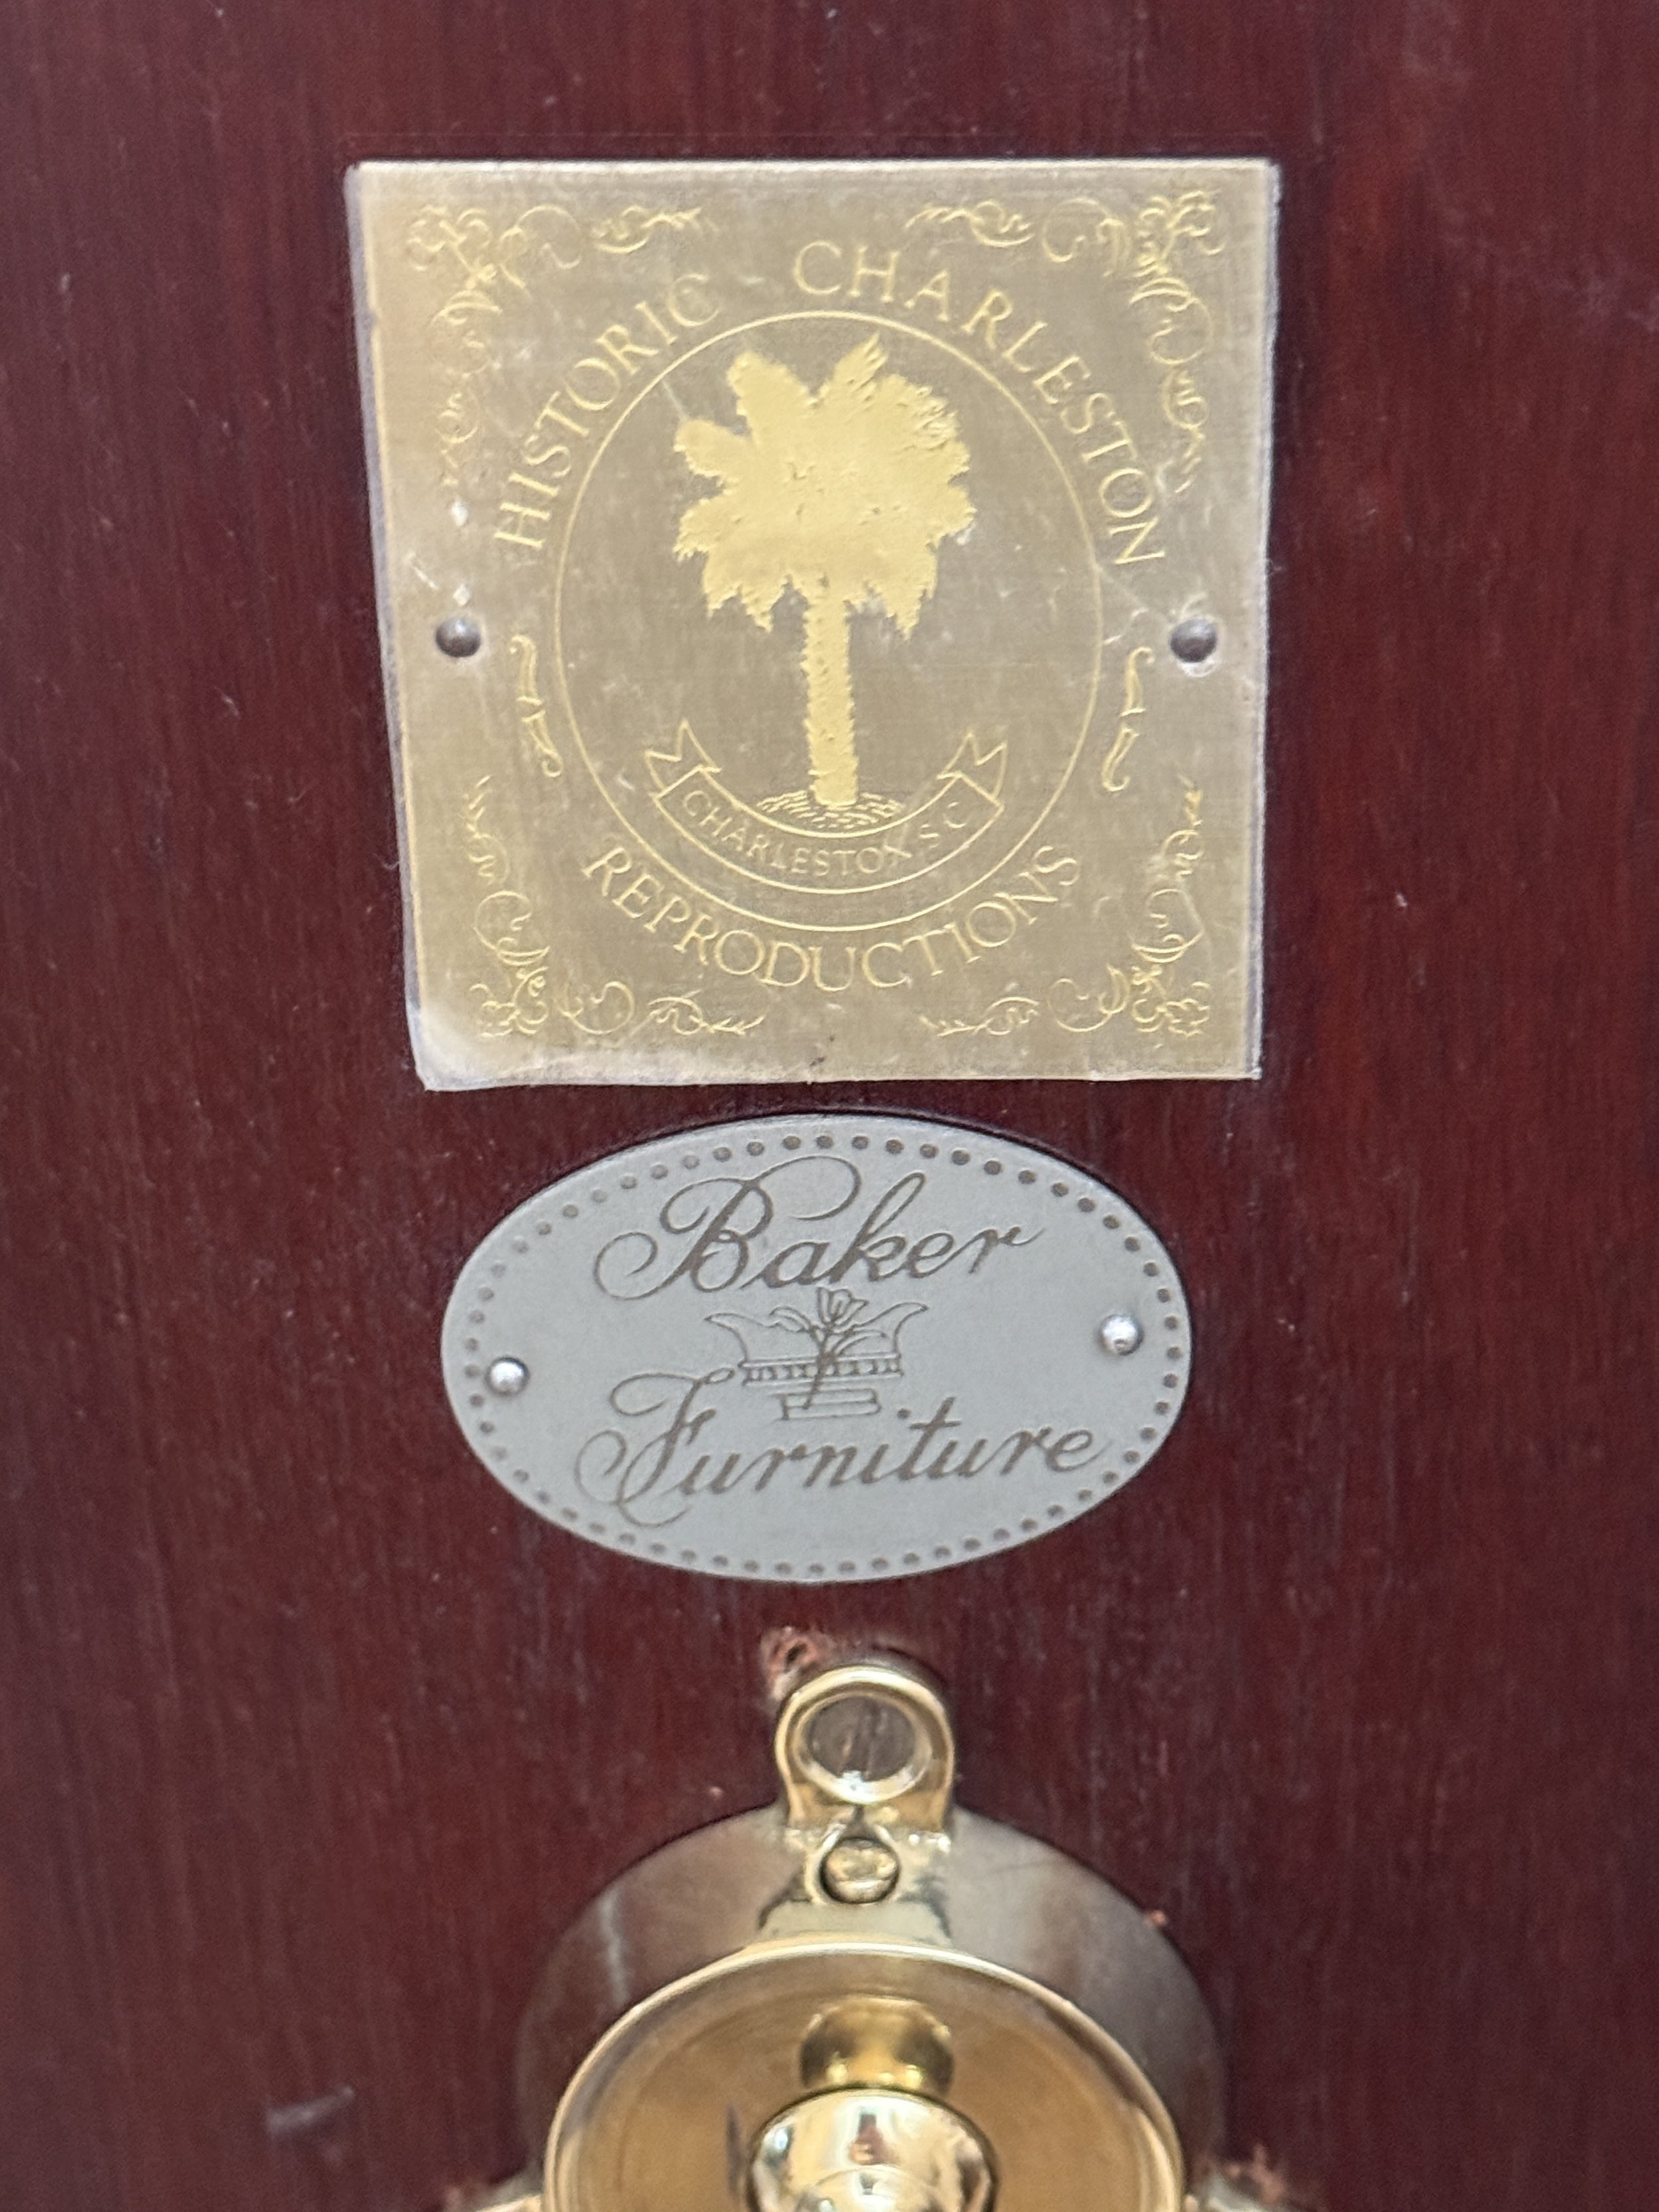 HISTORIC CHARLESTON
CHARLESTON S C
REPRODUCTIONS
Baker
Furniture